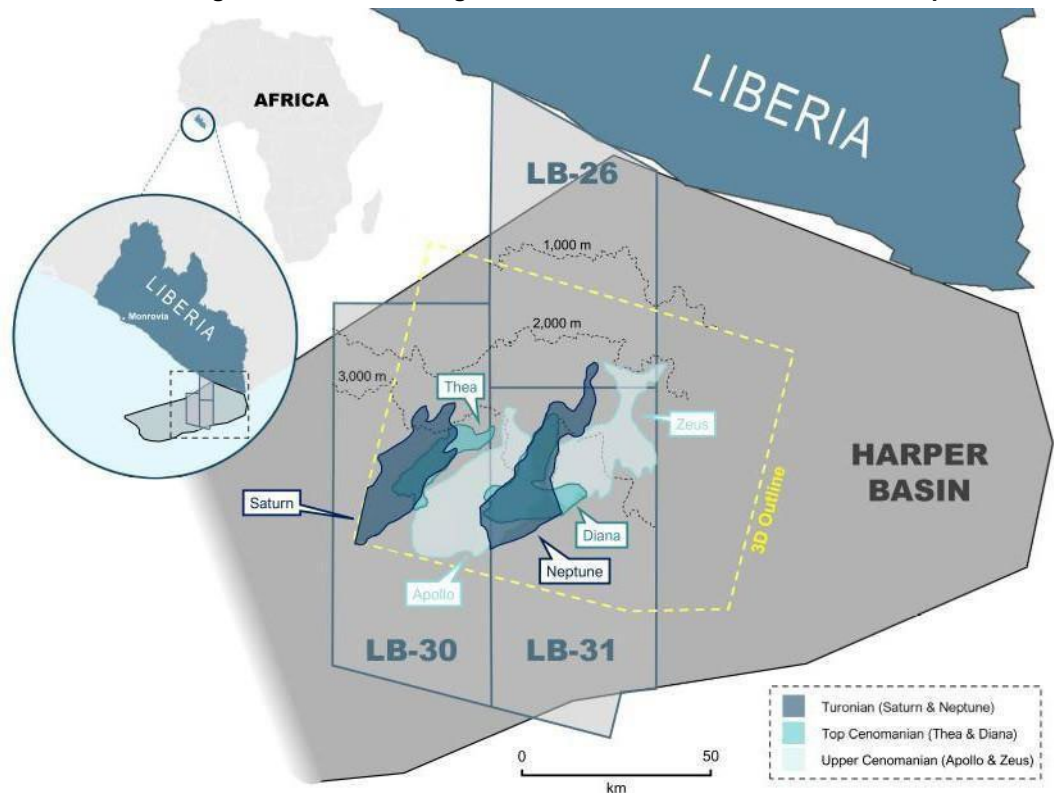 AFRICA
LIBERIA
Monrovia
LIBERIA
LB-26
1,000 m
2,000 m
3,000 m
Thea
Zeus
Saturn
Diana
Neptune
Apollo
3D Outline
HARPER
BASIN
LB-30
LB-31
0
50
km
Turonian (Saturn & Neptune)
Top Cenomanian (Thea & Diana)
Upper Cenomanian (Apollo & Zeus)